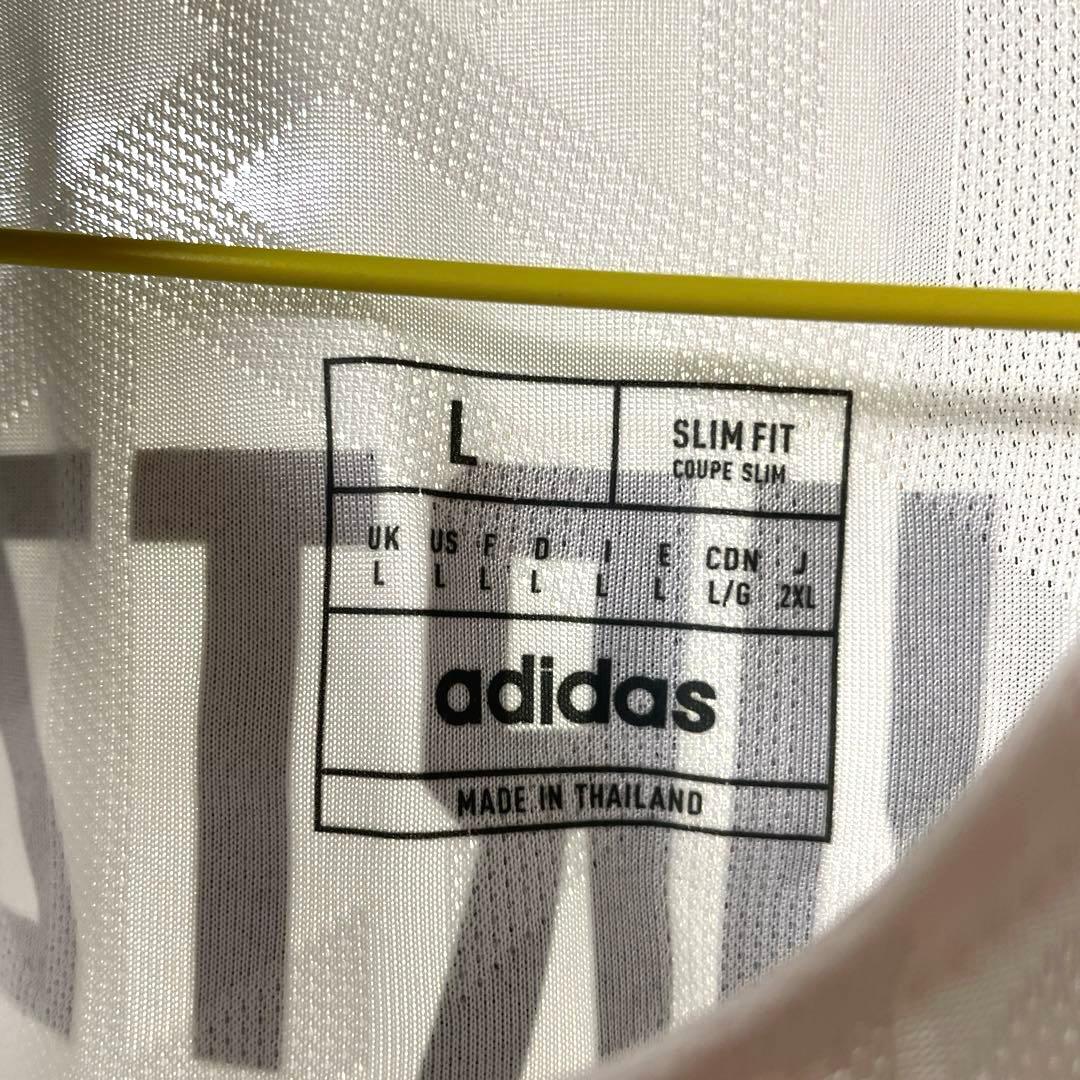 L
SLIM FIT
COUPE SLIM
UK US F D I E CDN J
L L L L L L L/G 2XL
adidas
MADE IN THAILAND